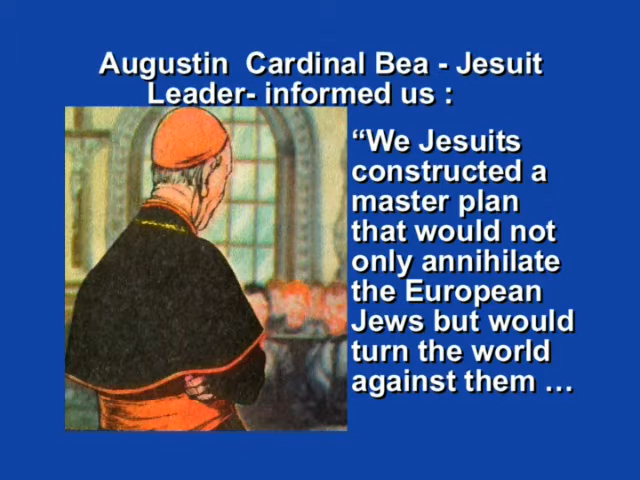 Augustin  Cardinal Bea - Jesuit
Leader- informed us :
“We Jesuits
constructed a
master plan
that would not
only annihilate
the European
Jews but would
turn the world
against them …